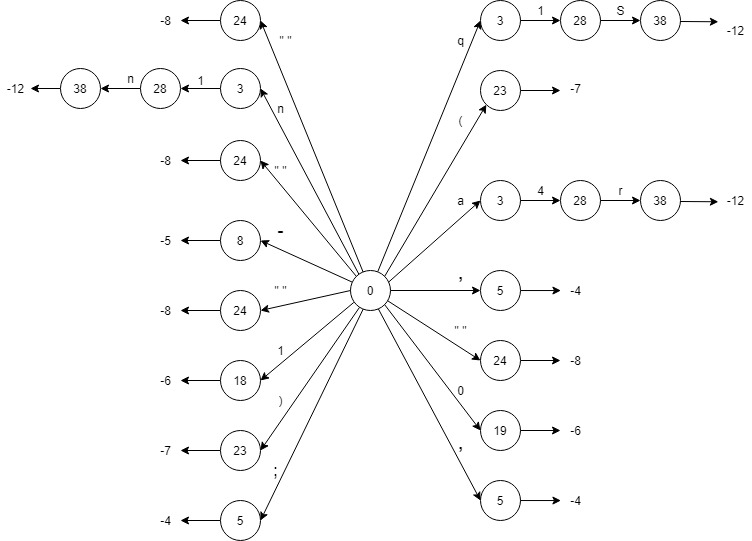 -8 24 " " q 3 1 28 S 38 -12
-12 38 n 28 1 3 n 23 -7
(
-8 24 " " a 3 4 28 r 38 -12
-5 8 -
-8 24 " " 0 , 5 -4
-6 18 1 " " 24 -8
) 0 19 -6
-7 23 ,
; 5 -4
-4 5